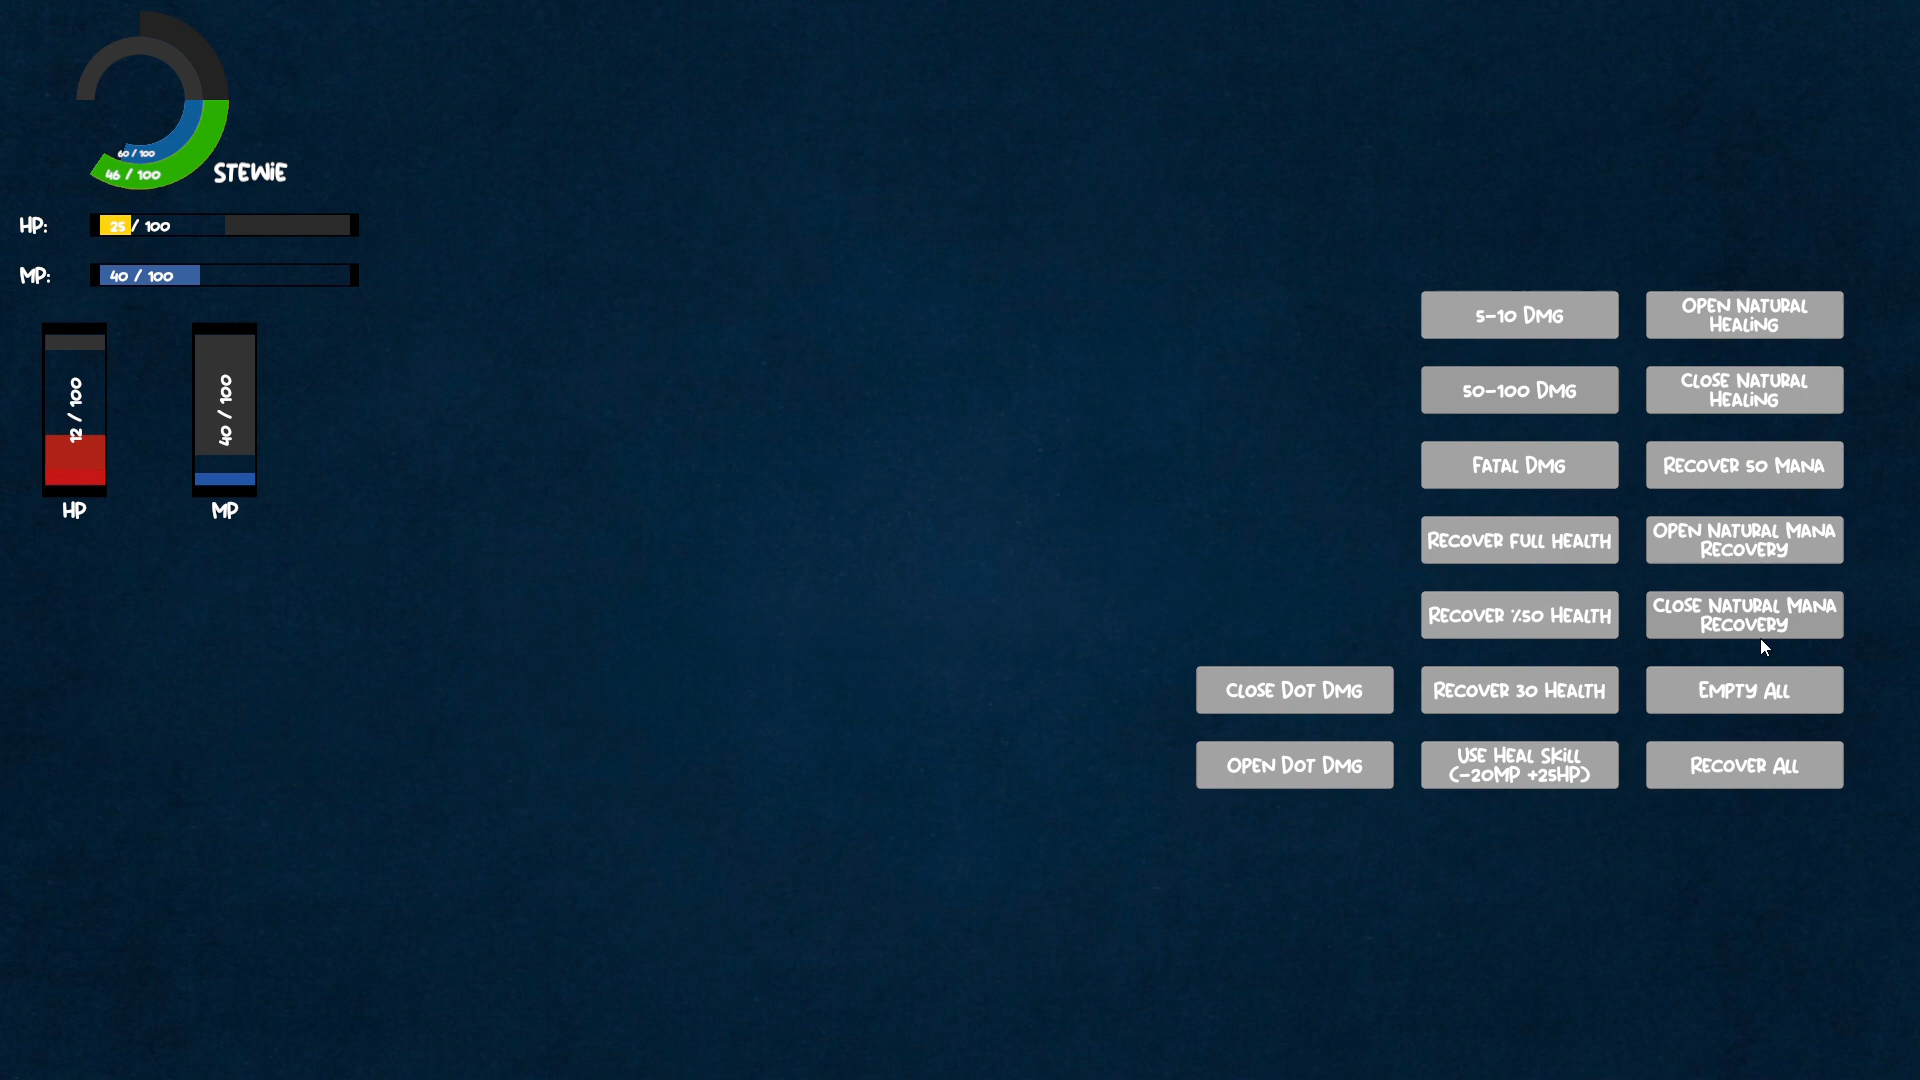 60 / 100
46 / 100
STEWIE
HP:
25 / 100
MP:
40 / 100
12 / 100
HP
40 / 100
MP
5-10 DMG
OPEN NATURAL
HEALING
50-100 DMG
CLOSE NATURAL
HEALING
FATAL DMG
RECOVER 50 MANA
RECOVER FULL HEALTH
OPEN NATURAL MANA
RECOVERY
RECOVER %50 HEALTH
CLOSE NATURAL MANA
RECOVERY
CLOSE DOT DMG
RECOVER 30 HEALTH
EMPTY ALL
OPEN DOT DMG
USE HEAL SKILL
(-20MP +25HP)
RECOVER ALL